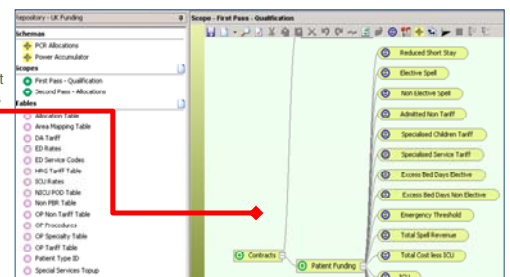 Repository - UK Funding
Schemas
PCR Allocations
Power Accumulator
Scopes
First Pass - Qualification
Second Pass - Allocations
Tables
Allocation Table
Area Mapping Table
DA Tariff
ED Rates
ED Service Codes
HRG Tariff Table
SCU Rates
NICU POD Table
Non PBR Table
OP Non Tariff Table
OP Procedures
OP Specialty Table
OP Tariff Table
Patient Type ID
Special Services Topup
Scope - First Pass - Qualification
Reduced Short Stay
Elective Spell
Non Elective Spell
Admitted Non Tariff
Specialised Children Tariff
Specialised Service Tariff
Excess Bed Days Elective
Excess Bed Days Non Elective
Emergency Threshold
Total Spell Revenue
Total Cost less ICU
ICU
Contracts
Patient Funding